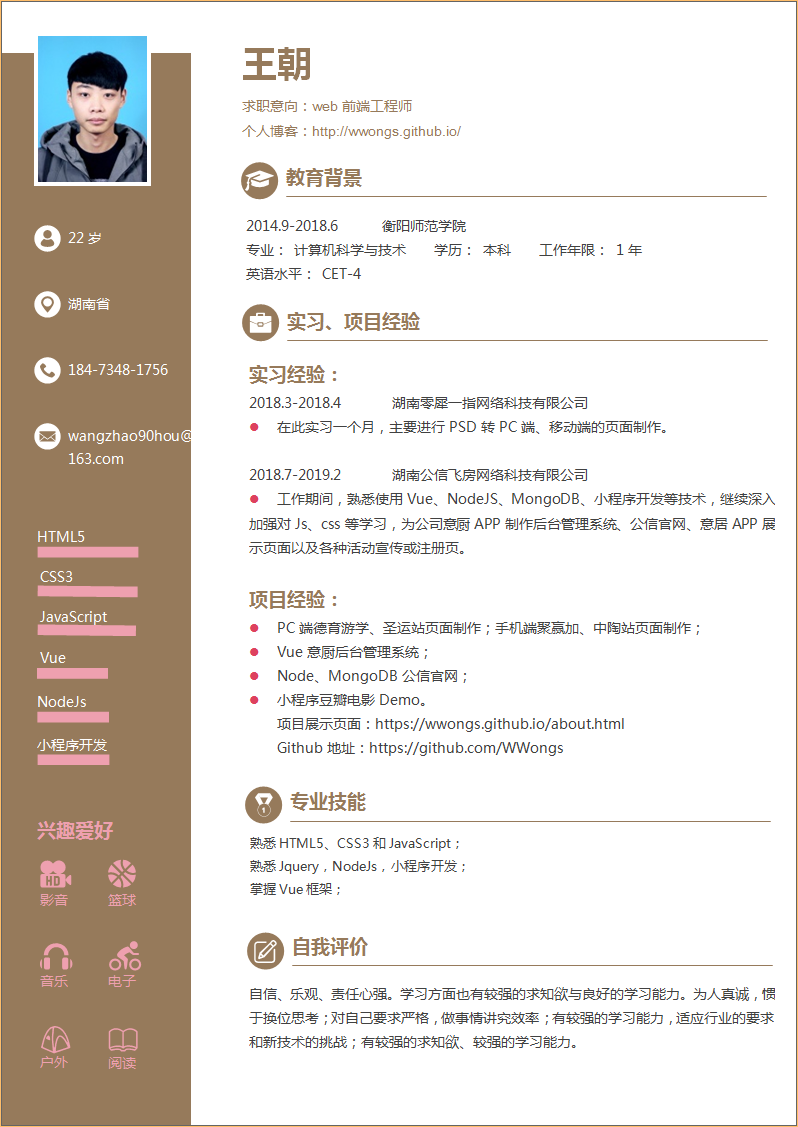 王朝
求职意向：web 前端工程师
个人博客：http://wwongs.github.io/
22 岁
湖南省
184-7348-1756
wangzhao90hou@
163.com
HTML5
CSS3
JavaScript
Vue
NodeJs
小程序开发
兴趣爱好
HD
影音 篮球
音乐 电子
户外 阅读
教育背景
2014.9-2018.6 衡阳师范学院
专业： 计算机科学与技术 学历： 本科 工作年限： 1 年
英语水平： CET-4
实习、项目经验
实习经验：
2018.3-2018.4 湖南零犀一指网络科技有限公司
● 在此实习一个月，主要进行 PSD 转 PC 端、移动端的页面制作。
2018.7-2019.2 湖南公信飞房网络科技有限公司
● 工作期间，熟悉使用 Vue、NodeJS、MongoDB、小程序开发等技术，继续深入
加强对 Js、css 等学习，为公司意厨 APP 制作后台管理系统、公信官网、意居 APP 展
示页面以及各种活动宣传或注册页。
项目经验：
● PC 端德育游学、圣运站页面制作；手机端聚赢加、中陶站页面制作；
● Vue 意厨后台管理系统；
● Node、MongoDB 公信官网；
● 小程序豆瓣电影 Demo。
项目展示页面：https://wwongs.github.io/about.html
Github 地址：https://github.com/WWongs
1
专业技能
熟悉 HTML5、CSS3 和 JavaScript；
熟悉 Jquery，NodeJs，小程序开发；
掌握 Vue 框架；
自我评价
自信、乐观、责任心强。学习方面也有较强的求知欲与良好的学习能力。为人真诚，惯
于换位思考；对自己要求严格，做事情讲究效率；有较强的学习能力，适应行业的要求
和新技术的挑战；有较强的求知欲、较强的学习能力。